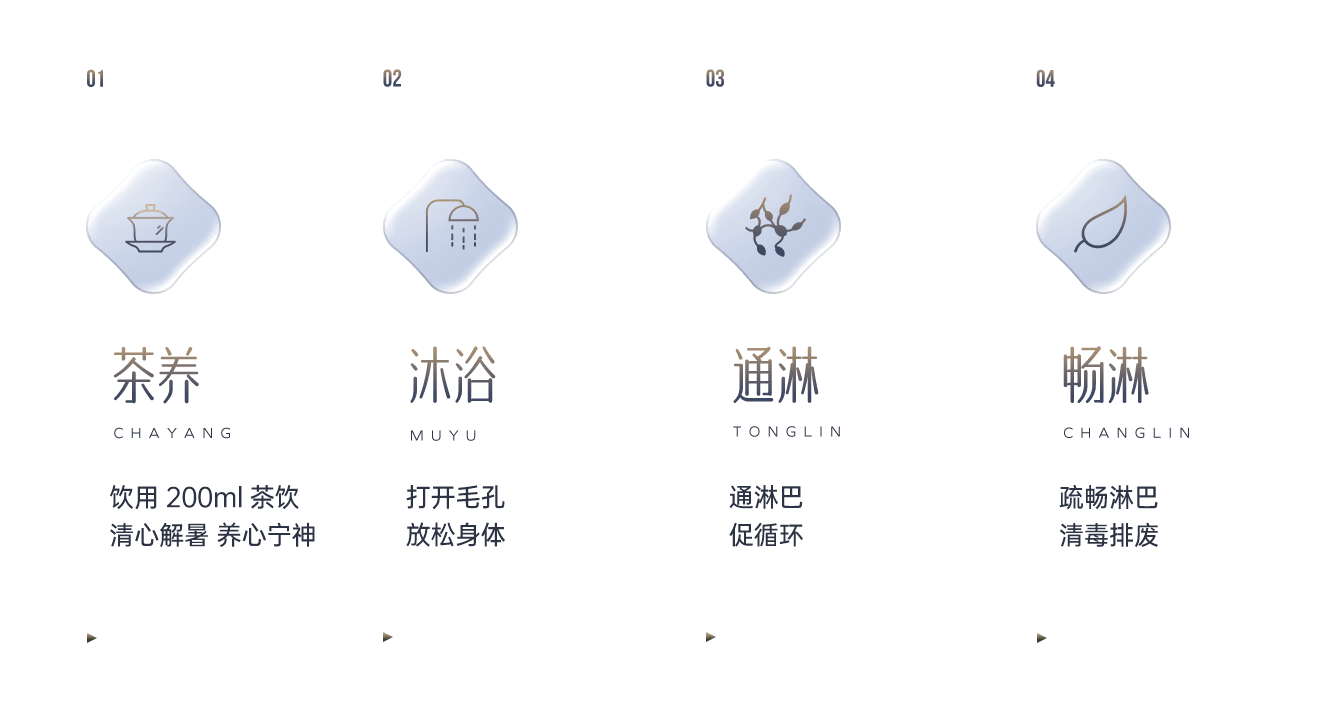 01
茶养
CHAYANG
饮用 200ml 茶饮
清心解暑 养心宁神
02
沐浴
MUYU
打开毛孔
放松身体
03
通淋
TONGLIN
通淋巴
促循环
04
畅淋
CHANGLIN
疏畅淋巴
清毒排废